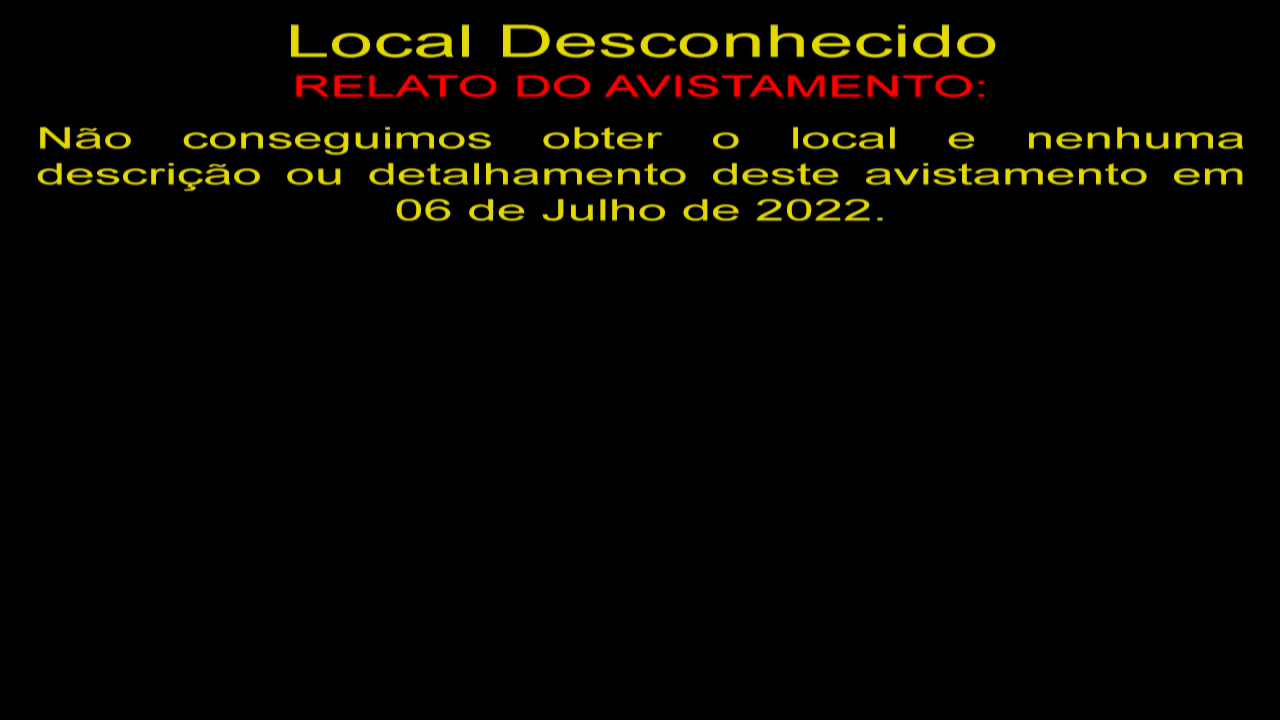 Local Desconhecido
RELATO DO AVISTAMENTO:
Não conseguimos obter o local e nenhuma
descrição ou detalhamento deste avistamento em
06 de Julho de 2022.